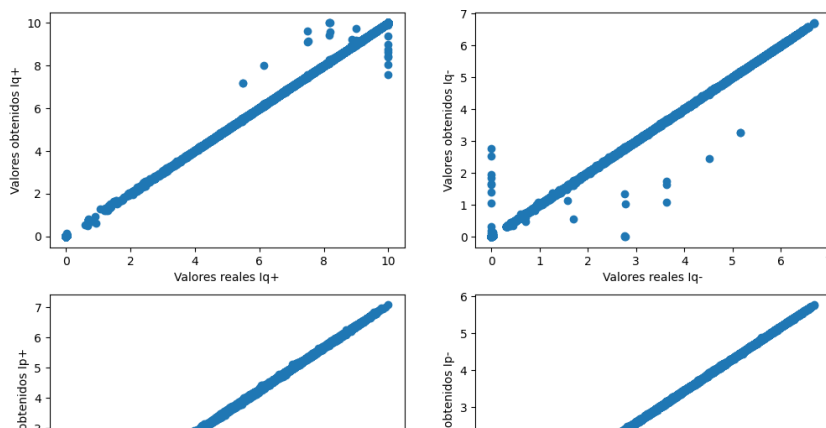 Valores obtenidos Iq+
10
8
6
4
2
0
0 2 4 6 8 10
Valores reales Iq+
Valores obtenidos Iq-
7
6
5
4
3
2
1
0
0 1 2 3 4 5 6
Valores reales Iq-
obtenidos Ip+
7
6
5
4
3
obtenidos Ip-
6
5
4
3